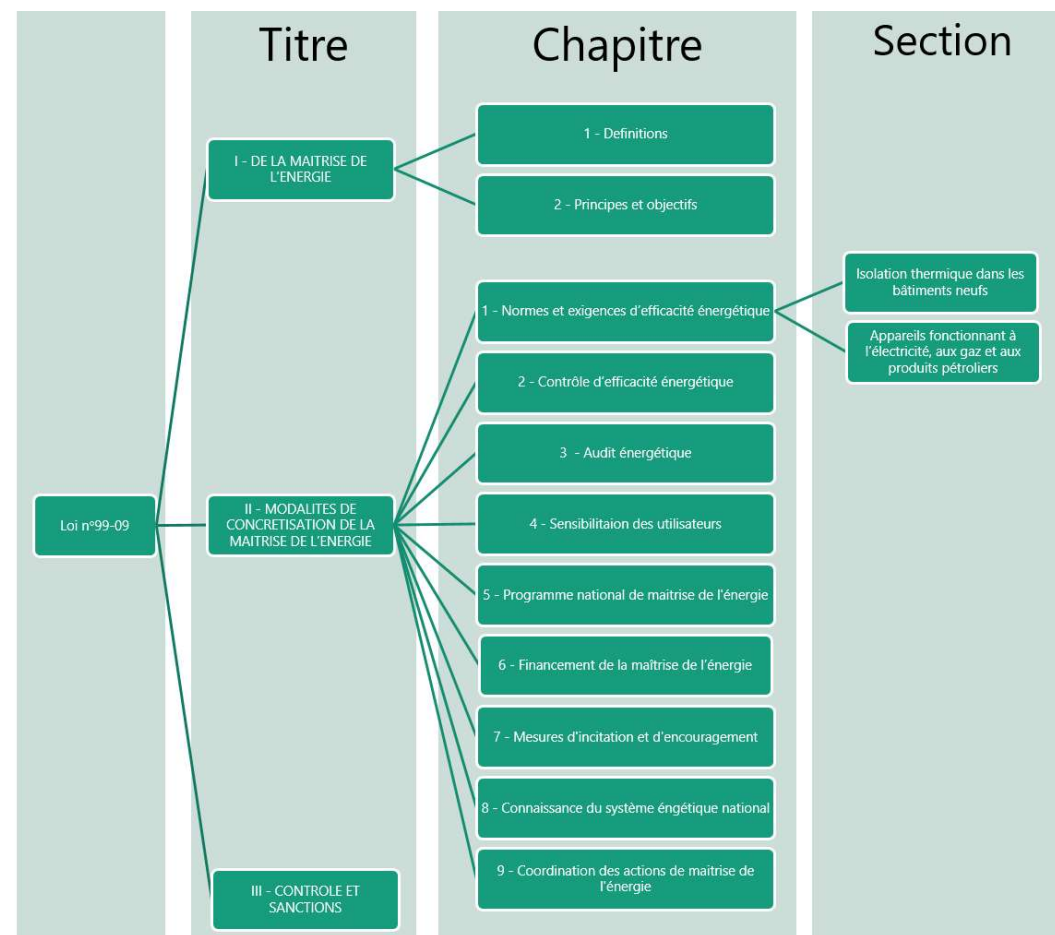 Titre
Chapitre
Section
1 - Definitions
I - DE LA MAITRISE DE
L'ENERGIE
2 - Principes et objectifs
Isolation thermique dans les
bâtiments neufs
1 - Normes et exigences d'efficacité énergétique
Appareils fonctionnant à
l'électricité, aux gaz et aux
produits pétroliers
2 - Contrôle d'efficacité énergétique
3 - Audit énergétique
Loi nº99-09
II - MODALITES DE
CONCRETISATION DE LA
MAITRISE DE L'ENERGIE
4 - Sensibilitaion des utilisateurs
5 - Programme national de maitrise de l'énergie
6 - Financement de la maîtrise de l'énergie
7 - Mesures d'incitation et d'encouragement
8 - Connaissance du système éngétique national
9 - Coordination des actions de maitrise de
l'énergie
III - CONTROLE ET
SANCTIONS